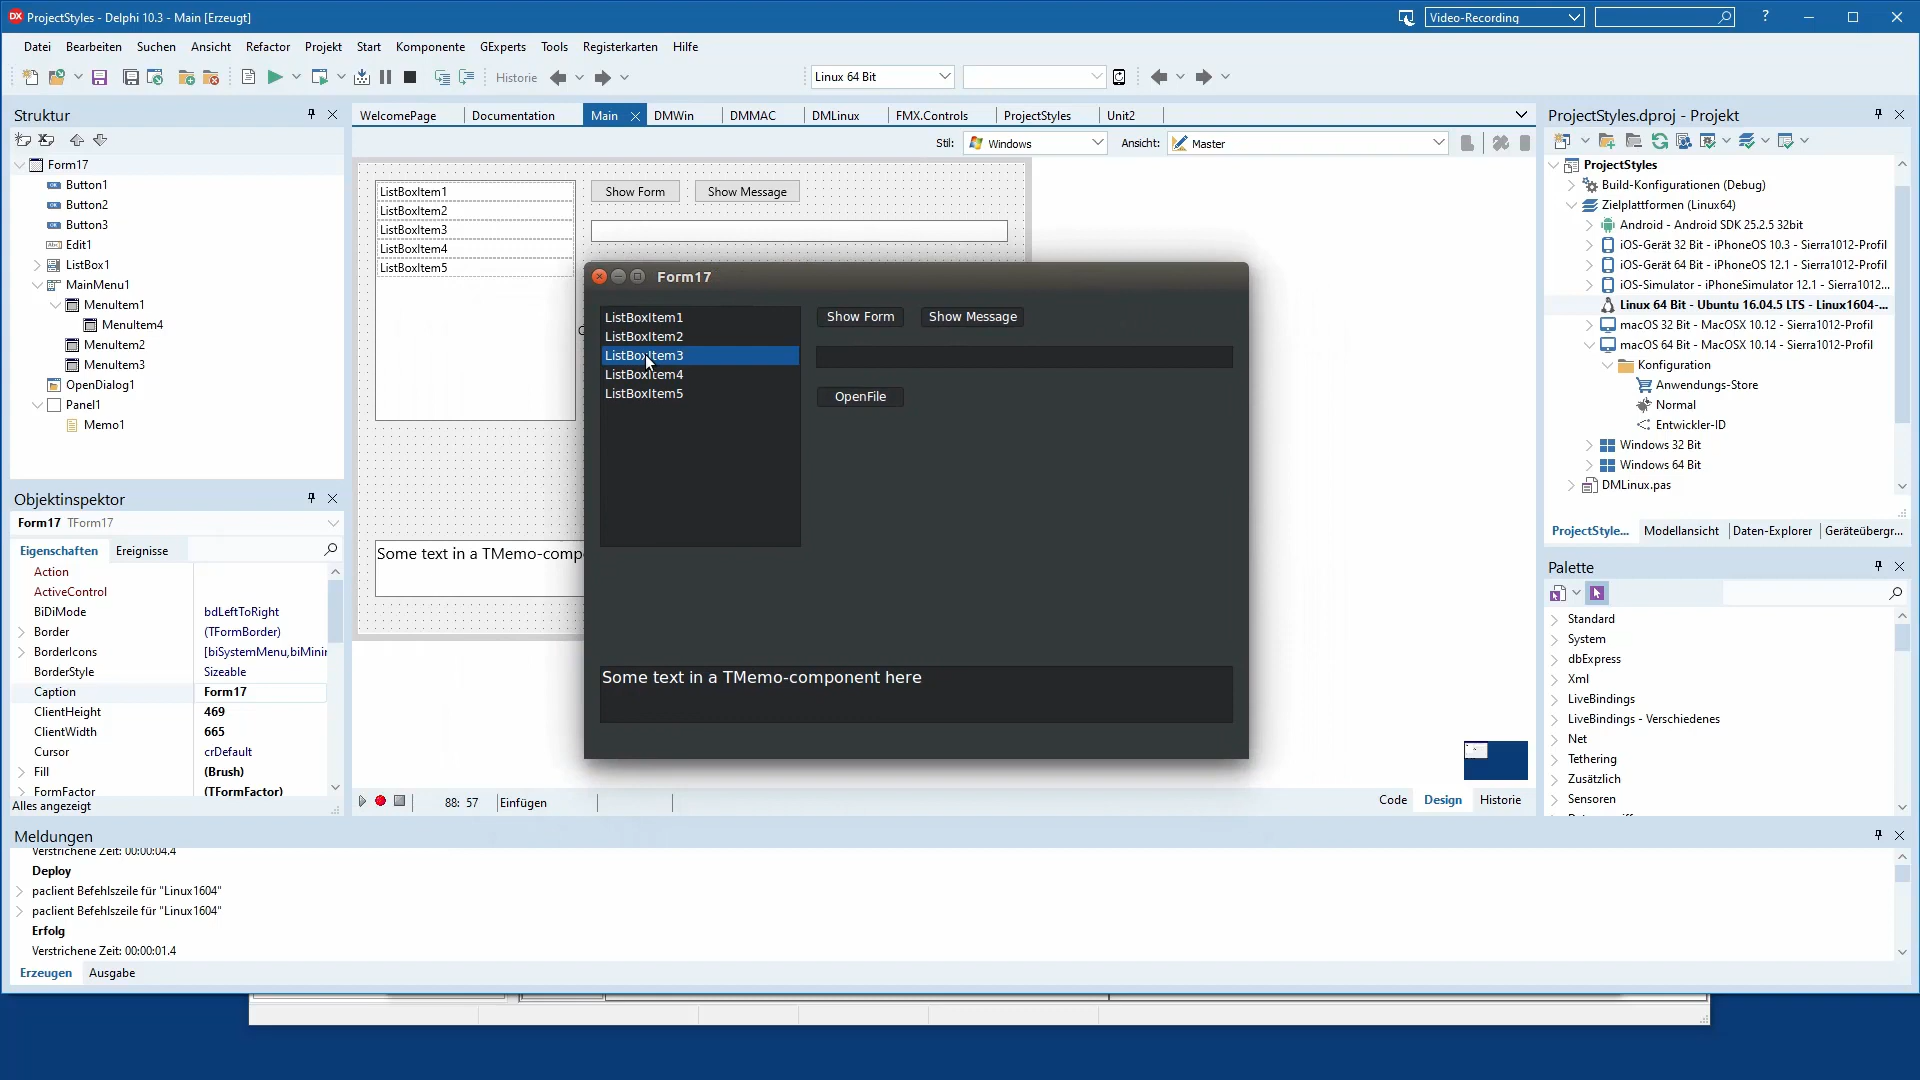 ProjectStyles - Delphi 10.3 - Main [Erzeugt]
Video-Recording
?
Datei Bearbeiten Suchen Ansicht Refactor Projekt Start Komponente GExperts Tools Registerkarten Hilfe
Historie
Linux 64 Bit
Struktur
Form17
Button1
Button2
Button3
Edit1
ListBox1
MainMenu1
MenuItem1
MenuItem4
MenuItem2
MenuItem3
OpenDialog1
Panel1
Memo1
Objektinspektor
Form17 TForm17
Eigenschaften Ereignisse
Action
ActiveControl
BiDiMode bdLeftToRight
Border (TFormBorder)
BorderIcons [biSystemMenu,biMinir
BorderStyle Sizeable
Caption Form17
ClientHeight 469
ClientWidth 665
Cursor crDefault
Fill (Brush)
FormFactor (TFormFactor)
Alles angezeigt
WelcomePage Documentation Main DMWin DMMAC DMLinux FMX.Controls ProjectStyles Unit2
Stil: Windows Ansicht: Master
ListBoxItem1
ListBoxItem2
ListBoxItem3
ListBoxItem4
ListBoxItem5
Show Form Show Message
Some text in a TMemo-comp
Form17
ListBoxItem1
ListBoxItem2
ListBoxItem3
ListBoxItem4
ListBoxItem5
Show Form Show Message
OpenFile
Some text in a TMemo-component here
88: 57 Einfügen
Code Design Historie
ProjectStyles.dproj - Projekt
ProjectStyles
Build-Konfigurationen (Debug)
Zielplattformen (Linux64)
Android - Android SDK 25.2.5 32bit
iOS-Gerät 32 Bit - iPhoneOS 10.3 - Sierra1012-Profil
iOS-Gerät 64 Bit - iPhoneOS 12.1 - Sierra1012-Profil
iOS-Simulator - iPhoneSimulator 12.1 - Sierra1012...
Linux 64 Bit - Ubuntu 16.04.5 LTS - Linux1604-...
macOS 32 Bit - MacOSX 10.12 - Sierra1012-Profil
macOS 64 Bit - MacOSX 10.14 - Sierra1012-Profil
Konfiguration
Anwendungs-Store
Normal
Entwickler-ID
Windows 32 Bit
Windows 64 Bit
DMLinux.pas
ProjectStyle... Modellansicht Daten-Explorer Geräteübergr...
Palette
Standard
System
dbExpress
Xml
LiveBindings
LiveBindings - Verschiedenes
Net
Tethering
Zusätzlich
Sensoren
Meldungen
Verstrichene Zeit: 00:00:04.4
Deploy
paclient Befehlszeile für "Linux1604"
paclient Befehlszeile für "Linux1604"
Erfolg
Verstrichene Zeit: 00:00:01.4
Erzeugen Ausgabe